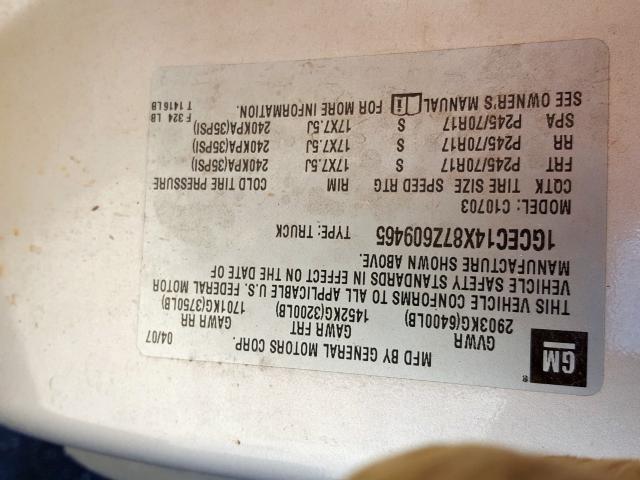 GM ®
MFD BY GENERAL MOTORS CORP. 04/07
GVWR GAWR FRT GAWR RR
2903KG(6400LB) 1452KG(3200LB) 1701KG(3750LB)
THIS VEHICLE CONFORMS TO ALL APPLICABLE U.S. FEDERAL MOTOR
VEHICLE SAFETY STANDARDS IN EFFECT ON THE DATE OF
MANUFACTURE SHOWN ABOVE.
1GCEC14X87Z609465 TYPE: TRUCK
MODEL: C10703
CQTK TIRE SIZE SPEED RTG RIM COLD TIRE PRESSURE
FRT P245/70R17 S 17X7.5J 240KPA(35PSI)
RR P245/70R17 S 17X7.5J 240KPA(35PSI)
SPA P245/70R17 S 17X7.5J 240KPA(35PSI)
SEE OWNER'S MANUAL FOR MORE INFORMATION.
F 324 LB
T 1416LB